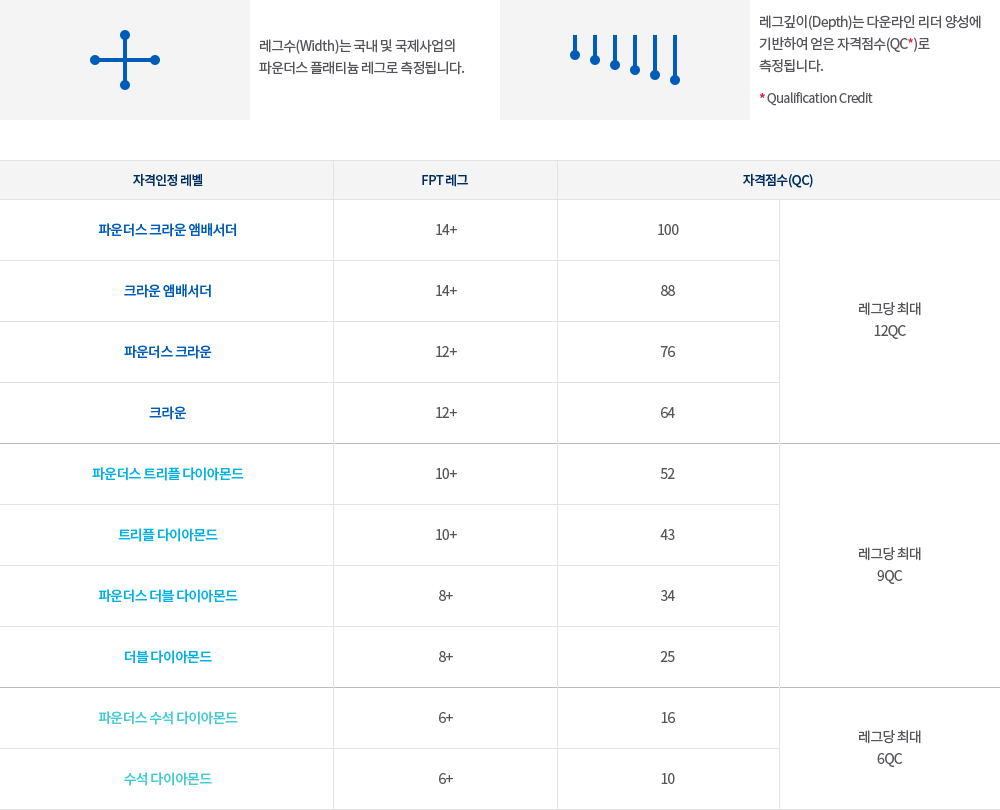 레그수(Width)는 국내 및 국제사업의
파운더스 플래티늄 레그로 측정됩니다.
레그깊이(Depth)는 다운라인 리더 양성에
기반하여 얻은 자격점수(QC*)로
측정됩니다.
* Qualification Credit
자격인정 레벨 FPT 레그 자격점수(QC)
파운더스 크라운 앰배서더 14+ 100
크라운 앰배서더 14+ 88
파운더스 크라운 12+ 76
크라운 12+ 64
레그당 최대
12QC
파운더스 트리플 다이아몬드 10+ 52
트리플 다이아몬드 10+ 43
파운더스 더블 다이아몬드 8+ 34
더블 다이아몬드 8+ 25
레그당 최대
9QC
파운더스 수석 다이아몬드 6+ 16
수석 다이아몬드 6+ 10
레그당 최대
6QC